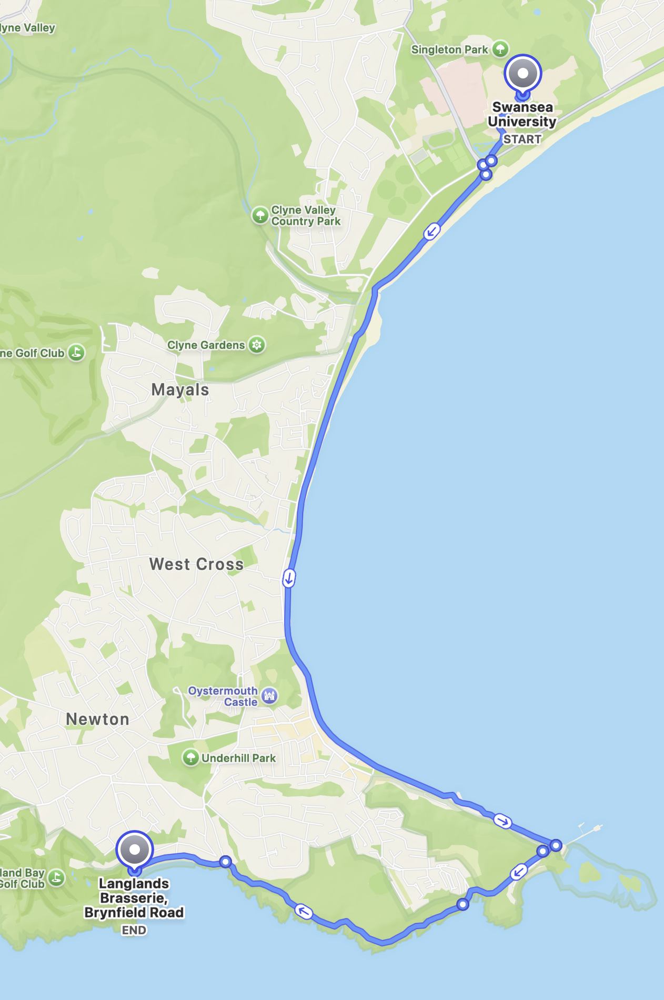 lyne Valley
Singleton Park
Swansea
University
START
Clyne Valley
Country Park
Clyne Gardens
ne Golf Club
Mayals
West Cross
Oystermouth
Castle
Newton
Underhill Park
land Bay
Golf Club
Langlands
Brasserie,
Brynfield Road
END